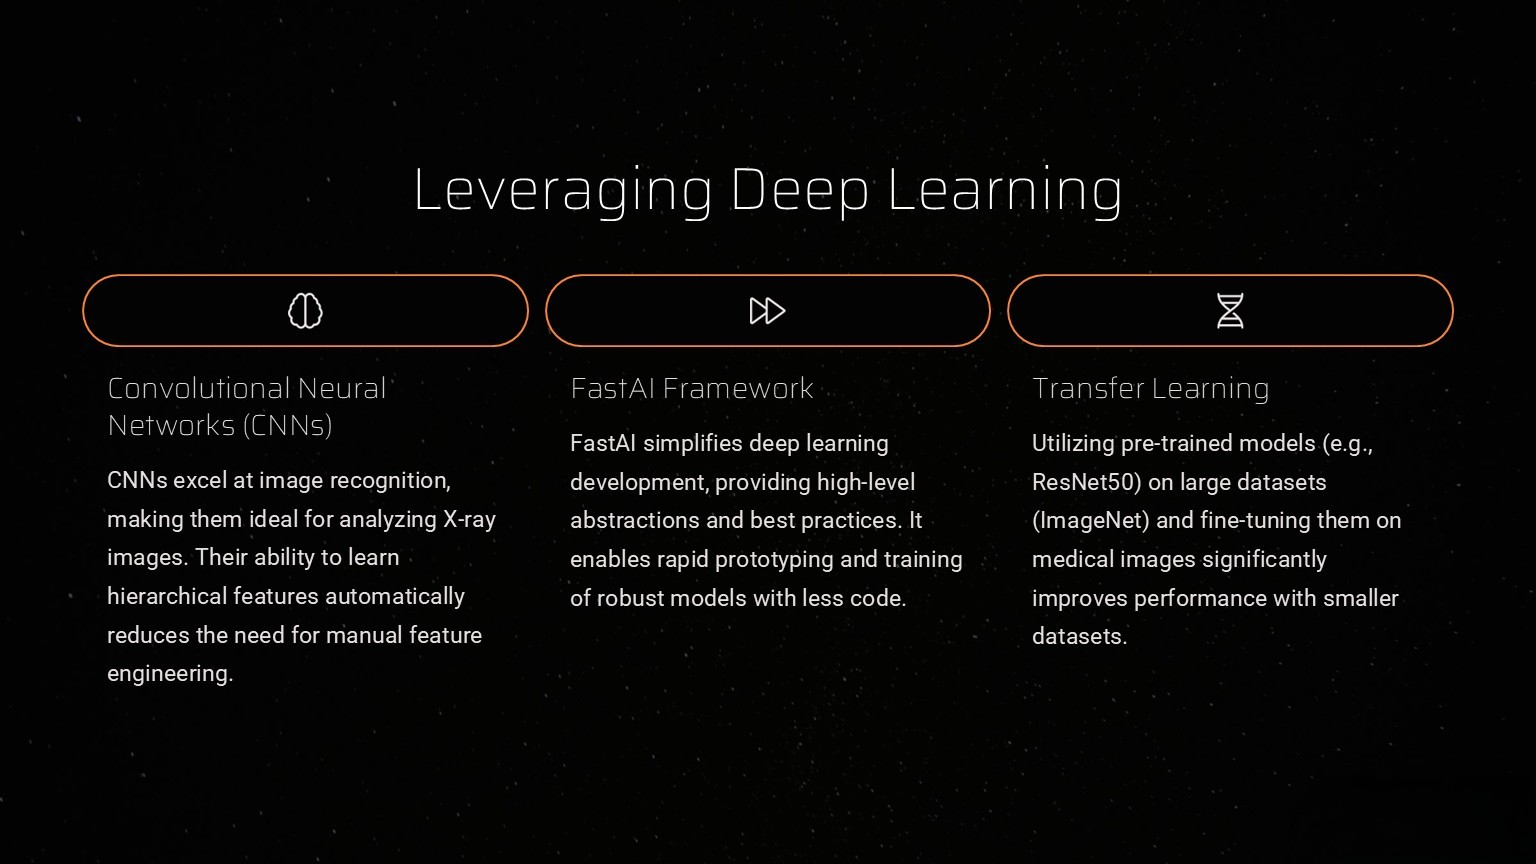 Leveraging Deep Learning
Convolutional Neural
Networks (CNNs)
CNNs excel at image recognition,
making them ideal for analyzing X-ray
images. Their ability to learn
hierarchical features automatically
reduces the need for manual feature
engineering.
FastAI Framework
FastAI simplifies deep learning
development, providing high-level
abstractions and best practices. It
enables rapid prototyping and training
of robust models with less code.
Transfer Learning
Utilizing pre-trained models (e.g.,
ResNet50) on large datasets
(ImageNet) and fine-tuning them on
medical images significantly
improves performance with smaller
datasets.